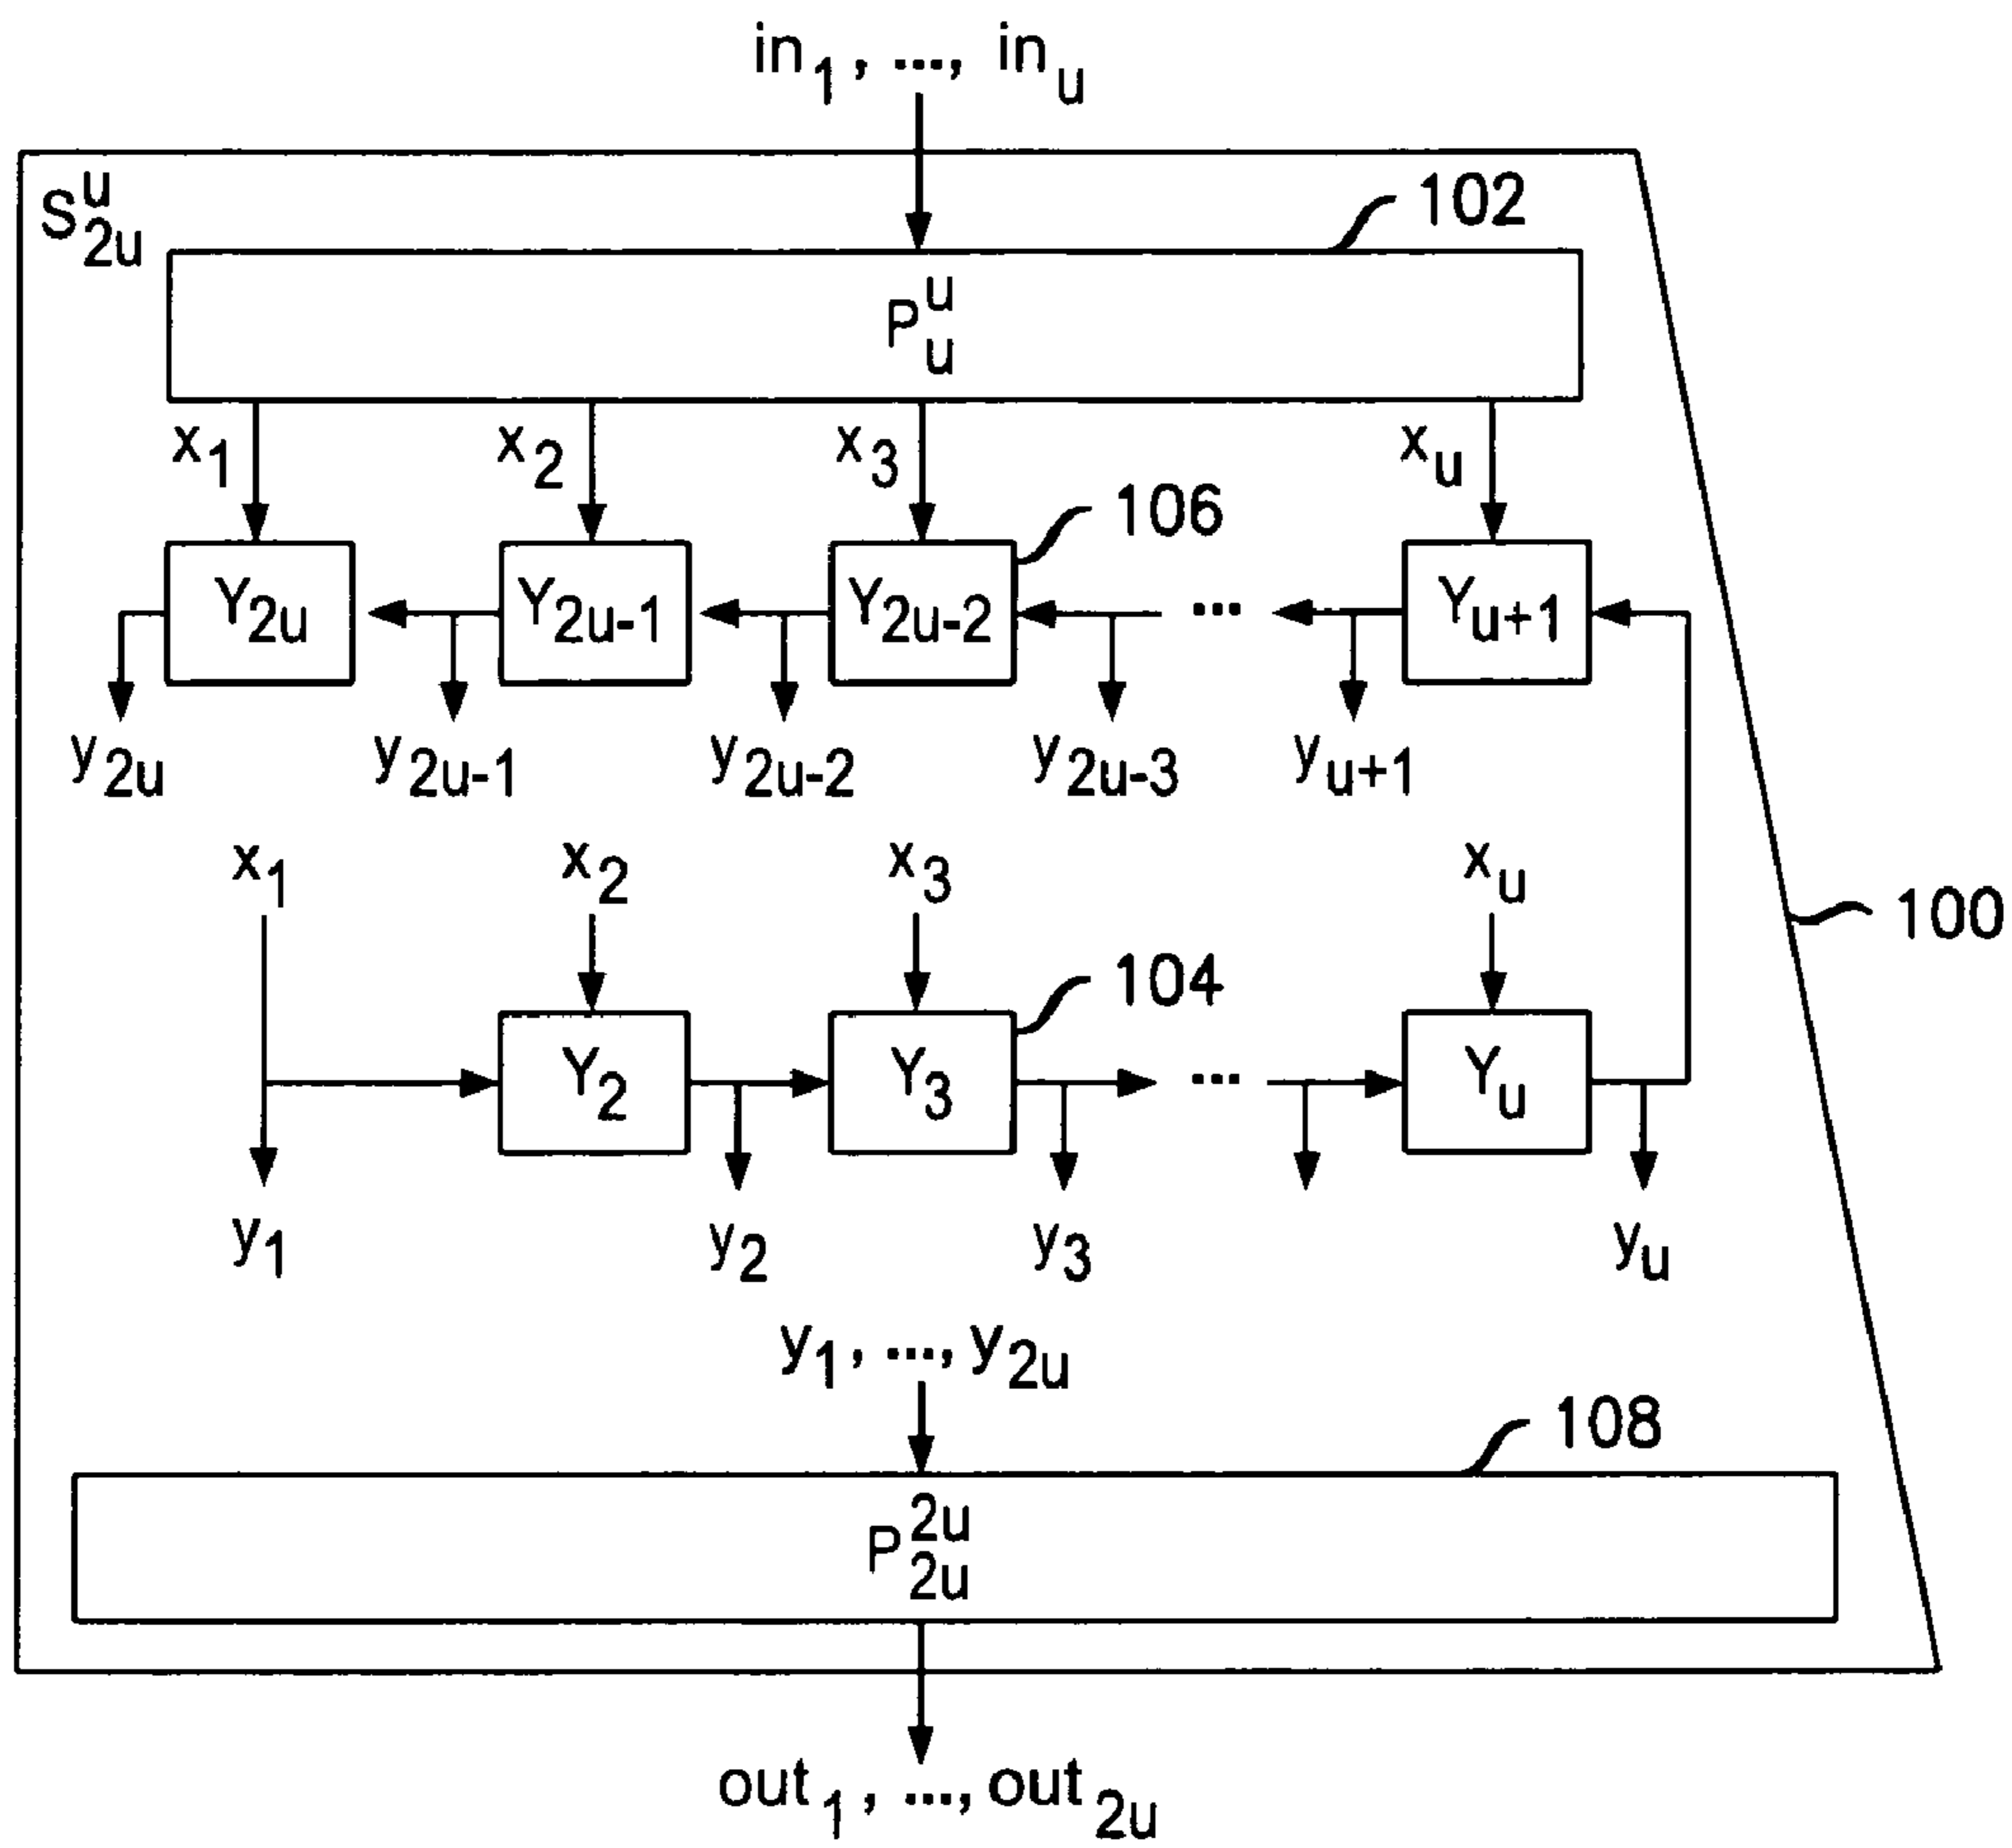 in1, ..., inu
S2u^u
102
Pu^u
x1 x2 x3 xu
106
Y2u Y2u-1 Y2u-2 ... Yu+1
y2u y2u-1 y2u-2 y2u-3 yu+1
x1 x2 x3 xu
100
104
Y2 Y3 ... Yu
y1 y2 y3 yu
y1, ..., y2u
108
P2u^2u
out1, ..., out2u